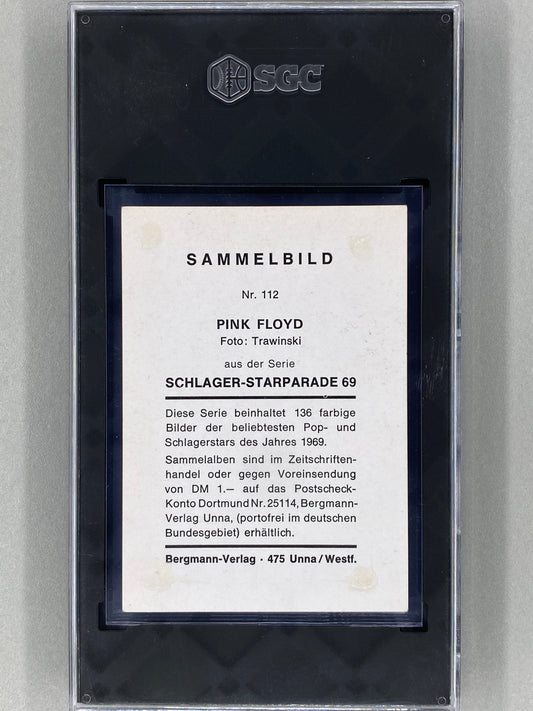 SGC
SAMMELBILD
Nr. 112
PINK FLOYD
Foto: Trawinski
aus der Serie
SCHLAGER-STARPARADE 69
Diese Serie beinhaltet 136 farbige
Bilder der beliebtesten Pop- und
Schlagerstars des Jahres 1969.
Sammelalben sind im Zeitschriften-
handel oder gegen Voreinsendung
von DM 1.— auf das Postscheck-
Konto Dortmund Nr. 25114, Bergmann-
Verlag Unna, (portofrei im deutschen
Bundesgebiet) erhältlich.
Bergmann-Verlag · 475 Unna/Westf.